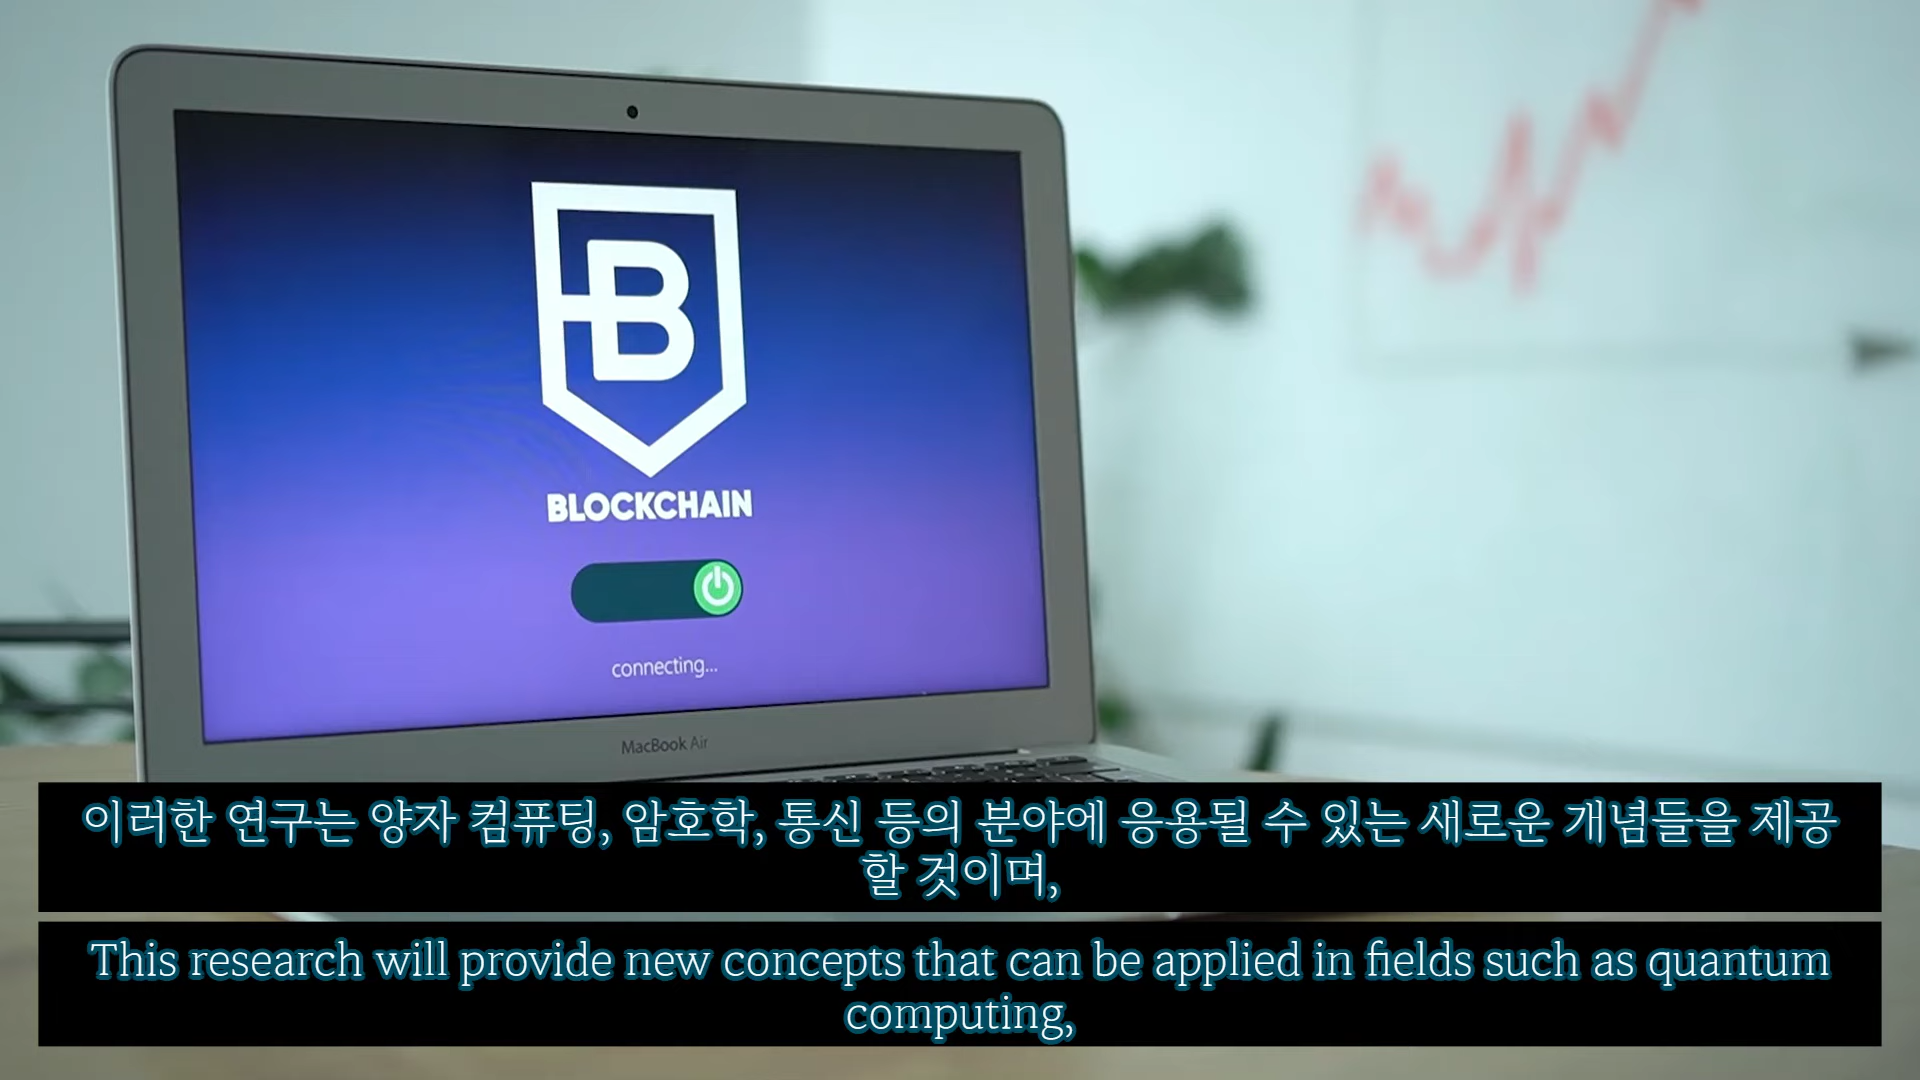 BLOCKCHAIN
connecting...
MacBook Air
이러한 연구는 양자 컴퓨팅, 암호학, 통신 등의 분야에 응용될 수 있는 새로운 개념들을 제공
할 것이며,
This research will provide new concepts that can be applied in fields such as quantum
computing,